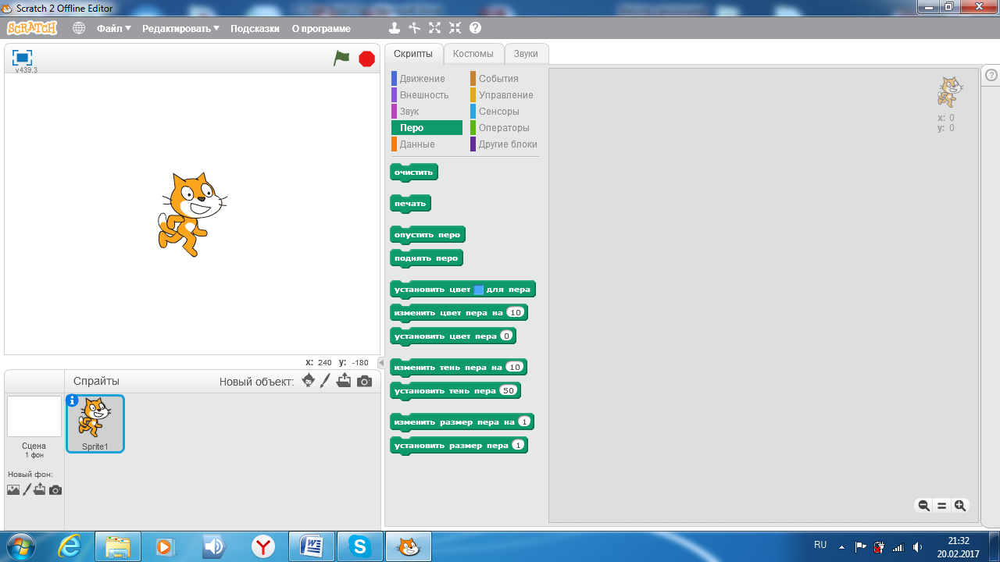 Scratch 2 Offline Editor
SCRATCH Файл Редактировать Подсказки О программе
v439.3
Скрипты Костюмы Звуки
Движение События
Внешность Управление
Звук Сенсоры
Перо Операторы
Данные Другие блоки
очистить
печать
опустить перо
поднять перо
установить цвет для пера
изменить цвет пера на 10
установить цвет пера 0
изменить тень пера на 10
установить тень пера 50
изменить размер пера на 1
установить размер пера 1
x: 0
y: 0
x: 240 y: -180
Спрайты Новый объект:
Сцена
1 фон
Новый фон:
Sprite1
RU
21:32
20.02.2017